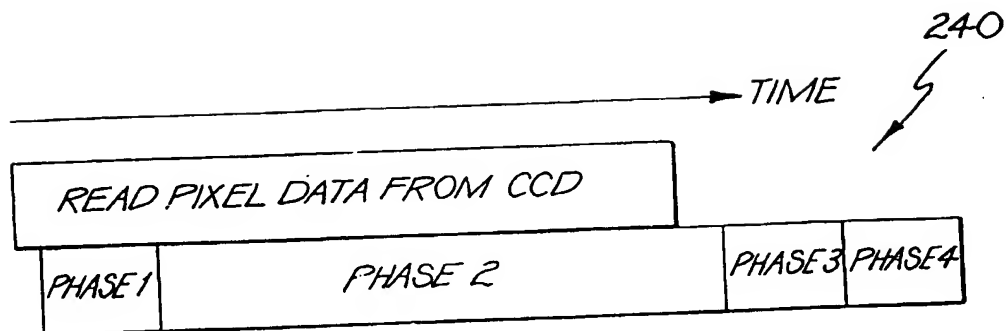 240
TIME
READ PIXEL DATA FROM CCD
PHASE 1 PHASE 2 PHASE 3 PHASE 4